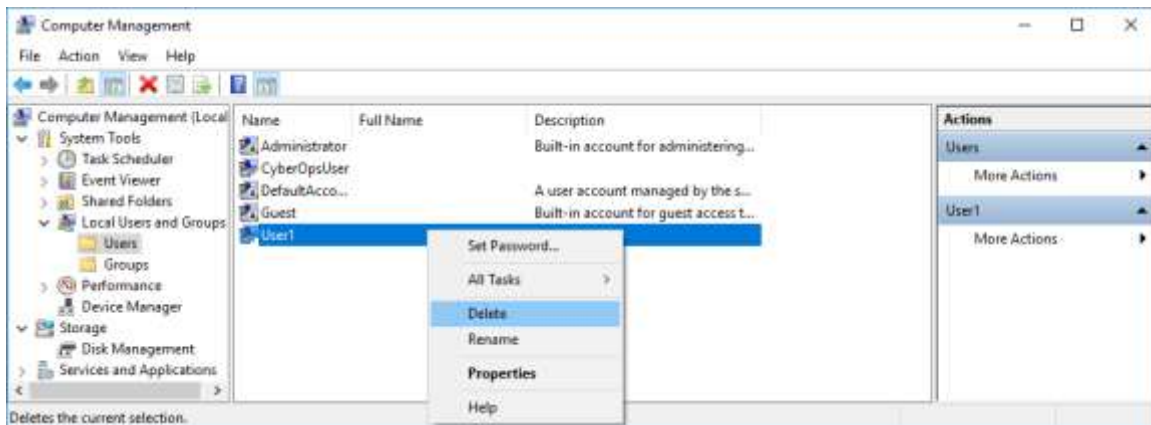 Computer Management
File Action View Help
Computer Management (Local
System Tools
Task Scheduler
Event Viewer
Shared Folders
Local Users and Groups
Users
Groups
Performance
Device Manager
Storage
Disk Management
Services and Applications
Name Full Name Description
Administrator Built-in account for administering...
CyberOpsUser
DefaultAcco... A user account managed by the s...
Guest Built-in account for guest access t...
User1
Set Password...
All Tasks
Delete
Rename
Properties
Help
Actions
Users
More Actions
User1
More Actions
Deletes the current selection.